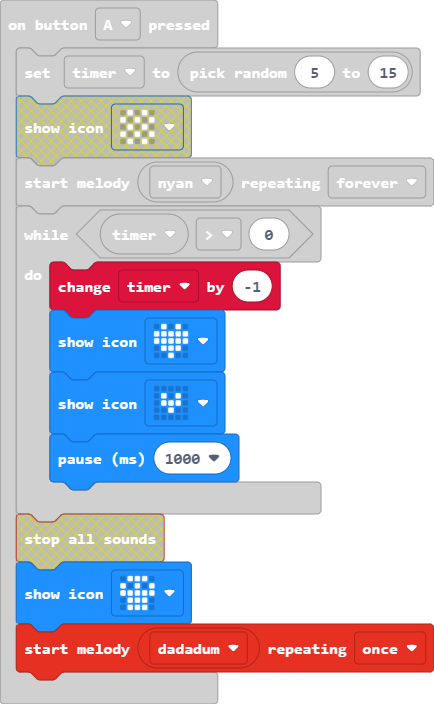 on button A pressed
set timer to pick random 5 to 15
show icon
start melody nyan repeating forever
while timer > 0
do
change timer by -1
show icon
show icon
pause (ms) 1000
stop all sounds
show icon
start melody dadadum repeating once